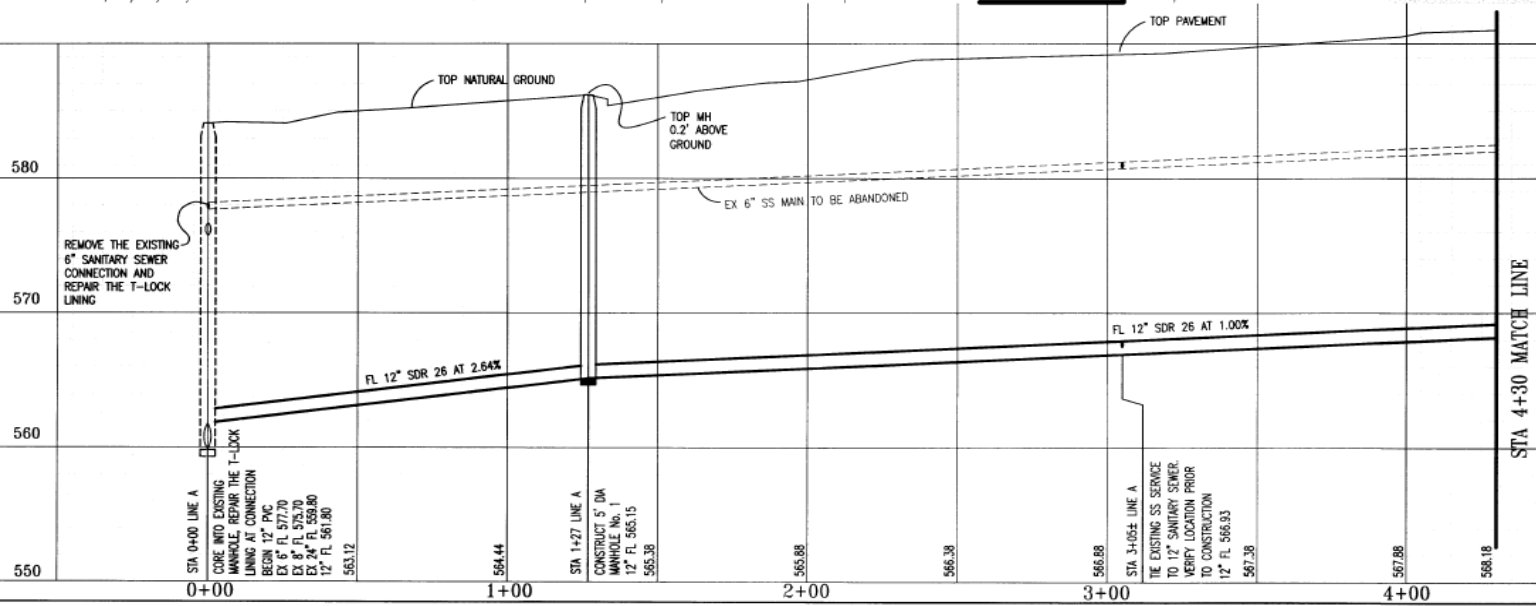 TOP PAVEMENT
TOP NATURAL GROUND
TOP MH
0.2' ABOVE
GROUND
580
EX 6" SS MAIN TO BE ABANDONED
REMOVE THE EXISTING
6" SANITARY SEWER
CONNECTION AND
REPAIR THE T-LOCK
LINING
570
FL 12" SDR 26 AT 1.00%
FL 12" SDR 26 AT 2.64%
STA 4+30 MATCH LINE
560
STA 0+00 LINE A
CORE INTO EXISTING
MANHOLE, REPAIR THE T-LOCK
LINING AT CONNECTION
BEGIN 12" PVC
EX 6" FL 577.70
EX 8" FL 575.70
EX 24" FL 559.80
12" FL 561.80
563.12
564.44
STA 1+27 LINE A
CONSTRUCT 5' DIA
MANHOLE No. 1
12" FL 565.15
565.38
565.88
566.38
566.88
STA 3+05± LINE A
TIE EXISTING SS SERVICE
TO 12" SANITARY SEWER.
VERIFY LOCATION PRIOR
TO CONSTRUCTION
12" FL 566.93
567.38
567.88
568.18
550
0+00
1+00
2+00
3+00
4+00